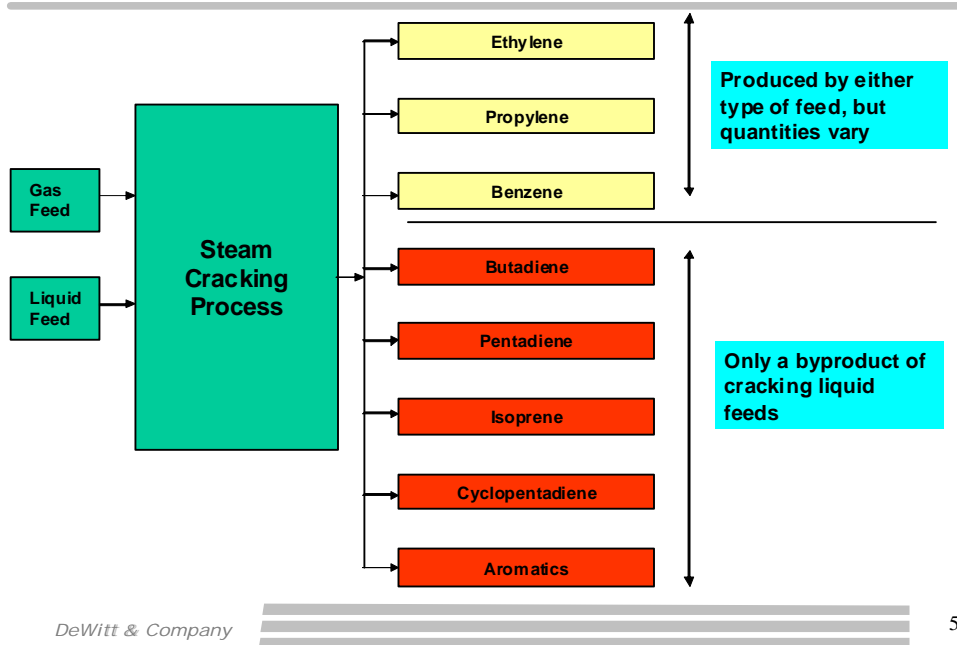 Gas
Feed
Liquid
Feed
Steam
Cracking
Process
Ethylene
Propylene
Benzene
Butadiene
Pentadiene
Isoprene
Cyclopentadiene
Aromatics
Produced by either
type of feed, but
quantities vary
Only a byproduct of
cracking liquid
feeds
DeWitt & Company
5